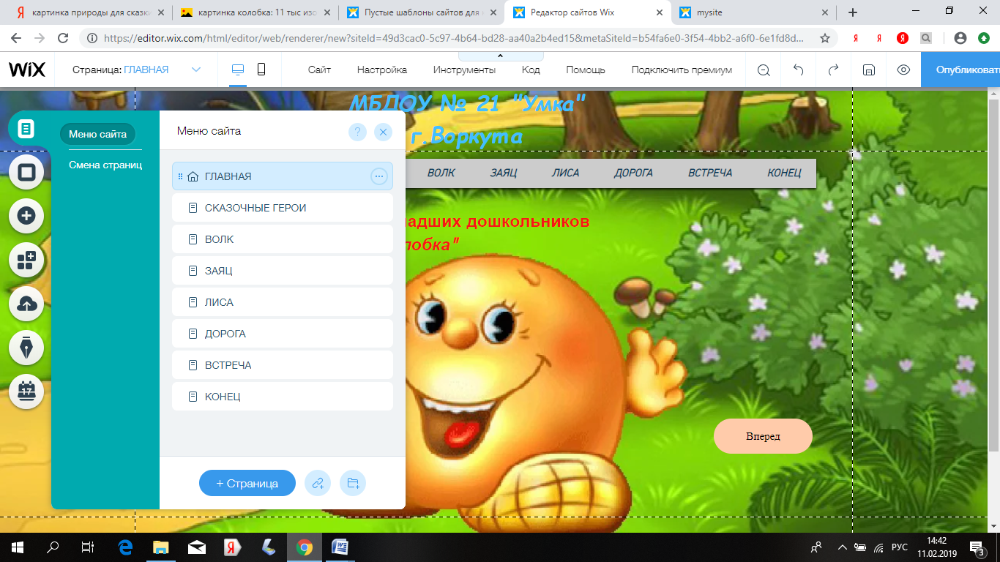 картинка природы для сказк
картинка колобка: 11 тыс изо
Пустые шаблоны сайтов для
Редактор сайтов Wix
mysite
https://editor.wix.com/html/editor/web/renderer/new?siteId=49d3cac0-5c97-4b64-bd28-aa40a2b4ed15&metaSiteId=b54fa6e0-3f54-4bb2-a6f0-6e1fd8d...
WiX
Страница: ГЛАВНАЯ
Сайт
Настройка
Инструменты
Код
Помощь
Подключить премиум
Опубликоват
МБДОУ № 21 "Умка"
г.Воркута
Меню сайта
Смена страниц
Меню сайта
?
ГЛАВНАЯ
СКАЗОЧНЫЕ ГЕРОИ
ВОЛК
ЗАЯЦ
ЛИСА
ДОРОГА
ВСТРЕЧА
КОНЕЦ
+ Страница
17
ВОЛК ЗАЯЦ ЛИСА ДОРОГА ВСТРЕЧА КОНЕЦ
адших дошкольников
лобка"
Вперед
РУС
14:42
11.02.2019
3